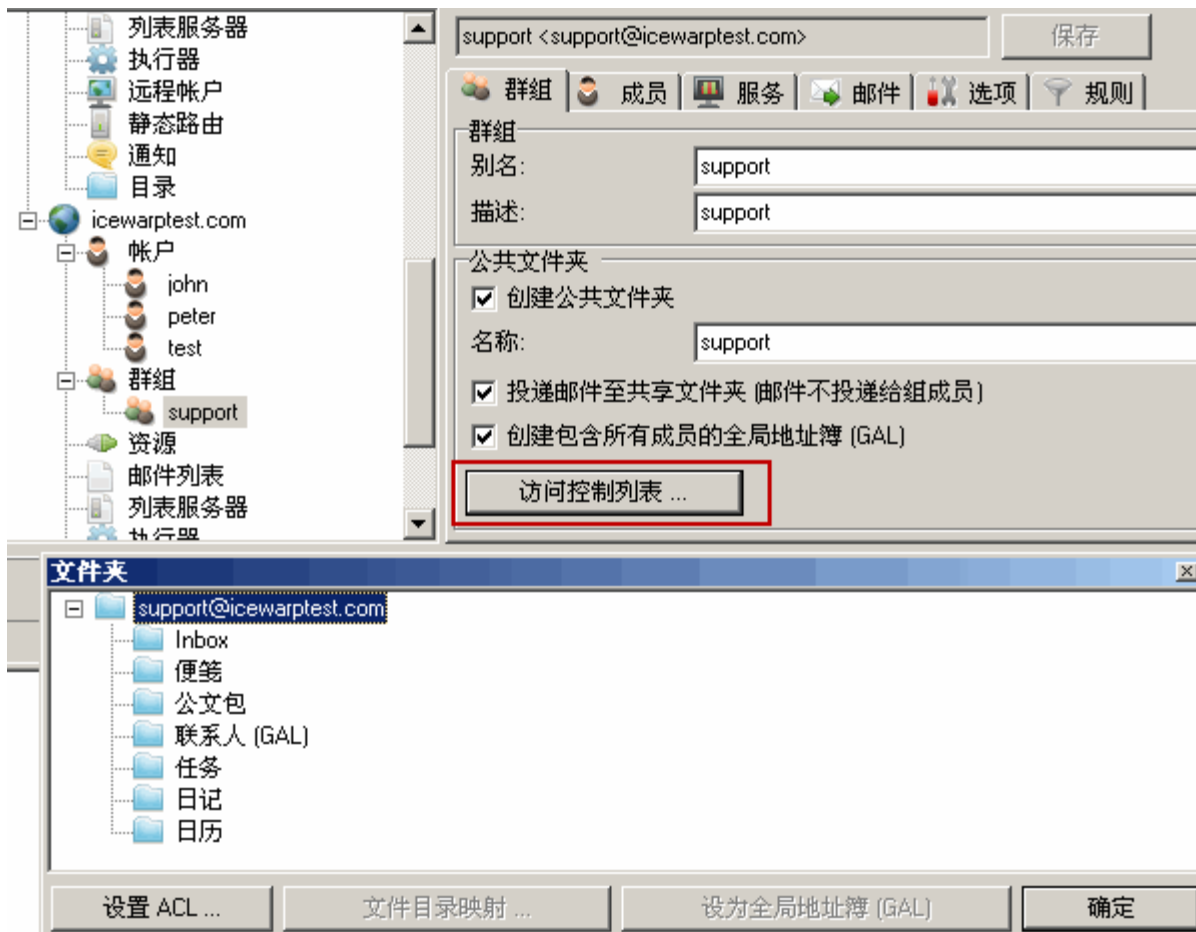 列表服务器
执行器
远程帐户
静态路由
通知
目录
icewarptest.com
帐户
john
peter
test
群组
support
资源
邮件列表
列表服务器
执行器
support <support@icewarptest.com>
保存
群组 成员 服务 邮件 选项 规则
群组
别名: support
描述: support
公共文件夹
创建公共文件夹
名称: support
投递邮件至共享文件夹 (邮件不投递给组成员)
创建包含所有成员的全局地址簿 (GAL)
访问控制列表 ...
文件夹
support@icewarptest.com
Inbox
便笺
公文包
联系人 (GAL)
任务
日记
日历
设置 ACL ... 文件目录映射 ... 设为全局地址簿 (GAL) 确定